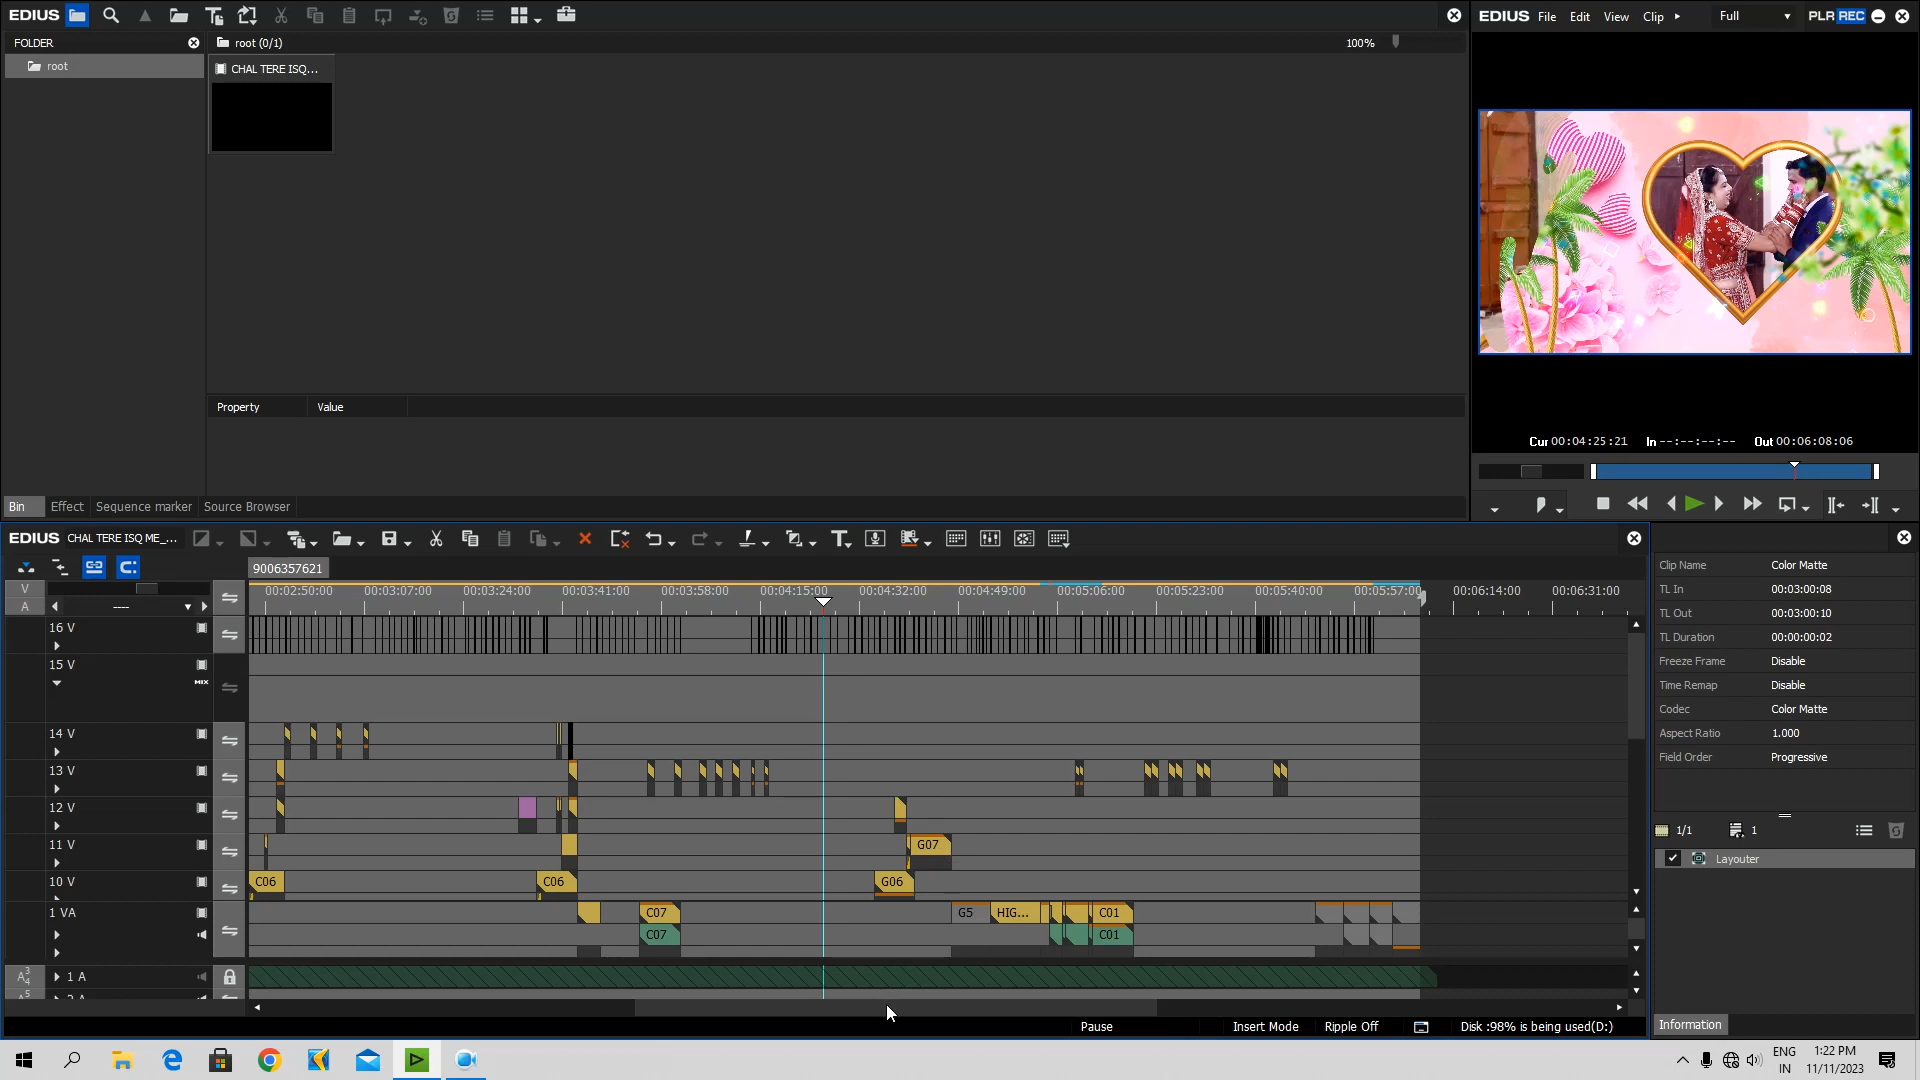 EDIUS
FOLDER
root
root (0/1)
100%
CHAL TERE ISQ...
Property Value
Bin Effect Sequence marker Source Browser
EDIUS File Edit View Clip Full PLR REC
Cur 00:04:25:21 In --:--:--:-- Out 00:06:08:06
EDIUS CHAL TERE ISQ ME_...
9006357621
V
A ----
00:02:50:00 00:03:07:00 00:03:24:00 00:03:41:00 00:03:58:00 00:04:15:00 00:04:32:00 00:04:49:00 00:05:06:00 00:05:23:00 00:05:40:00 00:05:57:00 00:06:14:00 00:06:31:00
16 V
15 V
MIX
14 V
13 V
12 V
11 V G07
10 V C06 C06 G06
1 VA C07 G5 HIG... C01
C07 C01
A 3 4 1 A
A 5 2 A
Pause Insert Mode Ripple Off Disk :98% is being used(D:)
Clip Name Color Matte
TL In 00:03:00:08
TL Out 00:03:00:10
TL Duration 00:00:00:02
Freeze Frame Disable
Time Remap Disable
Codec Color Matte
Aspect Ratio 1.000
Field Order Progressive
1/1 1
Layouter
Information
ENG
IN
1:22 PM
11/11/2023